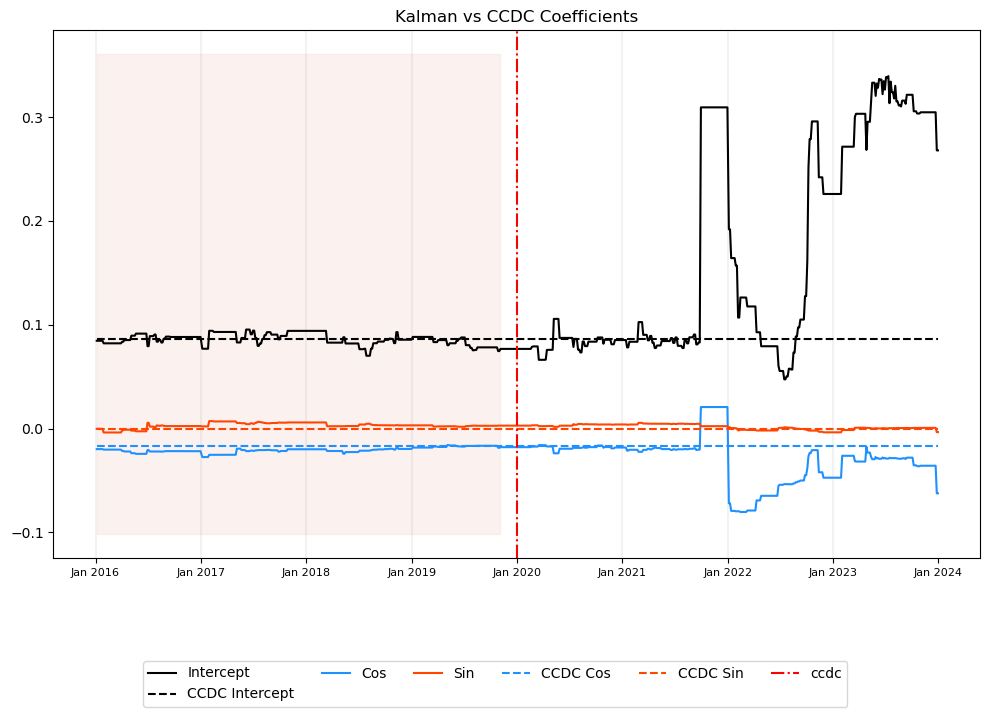 Kalman vs CCDC Coefficients
0.3
0.2
0.1
0.0
−0.1
Jan 2016 Jan 2017 Jan 2018 Jan 2019 Jan 2020 Jan 2021 Jan 2022 Jan 2023 Jan 2024
Intercept Cos Sin CCDC Cos CCDC Sin ccdc
CCDC Intercept